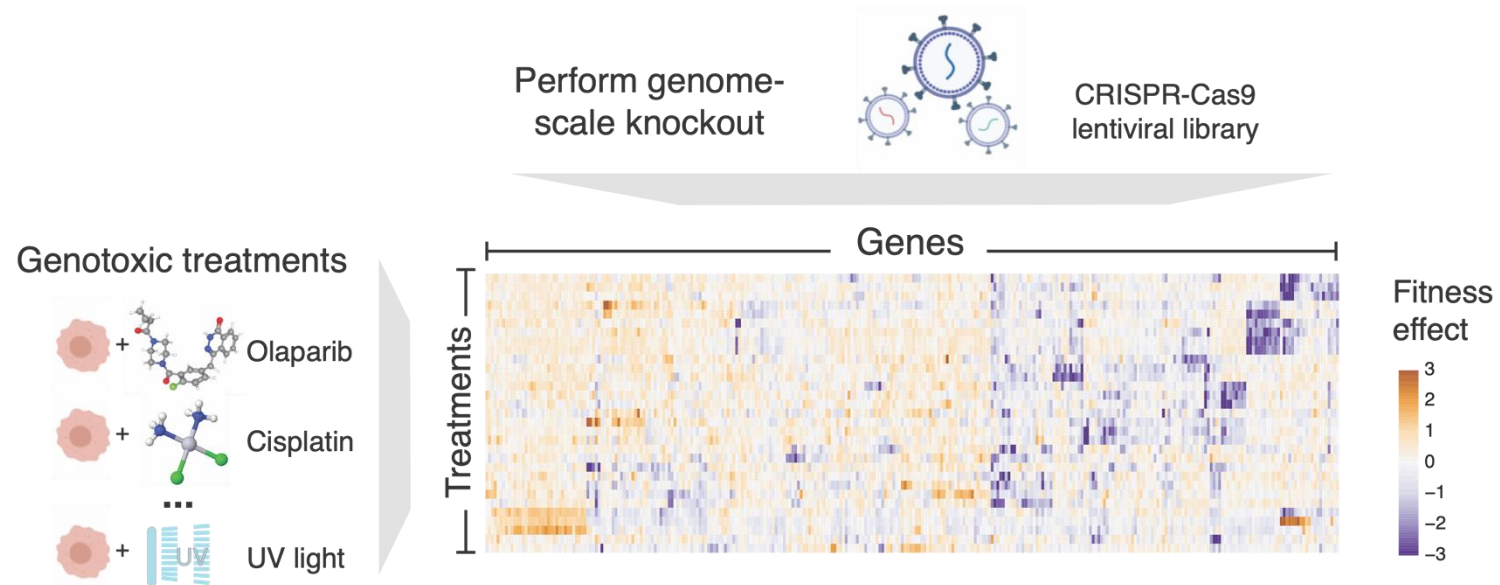 Perform genome-
scale knockout
CRISPR-Cas9
lentiviral library
Genotoxic treatments
+ Olaparib
+ Cisplatin
...
+ UV UV light
Genes
Treatments
Fitness
effect
3
2
1
0
−1
−2
−3